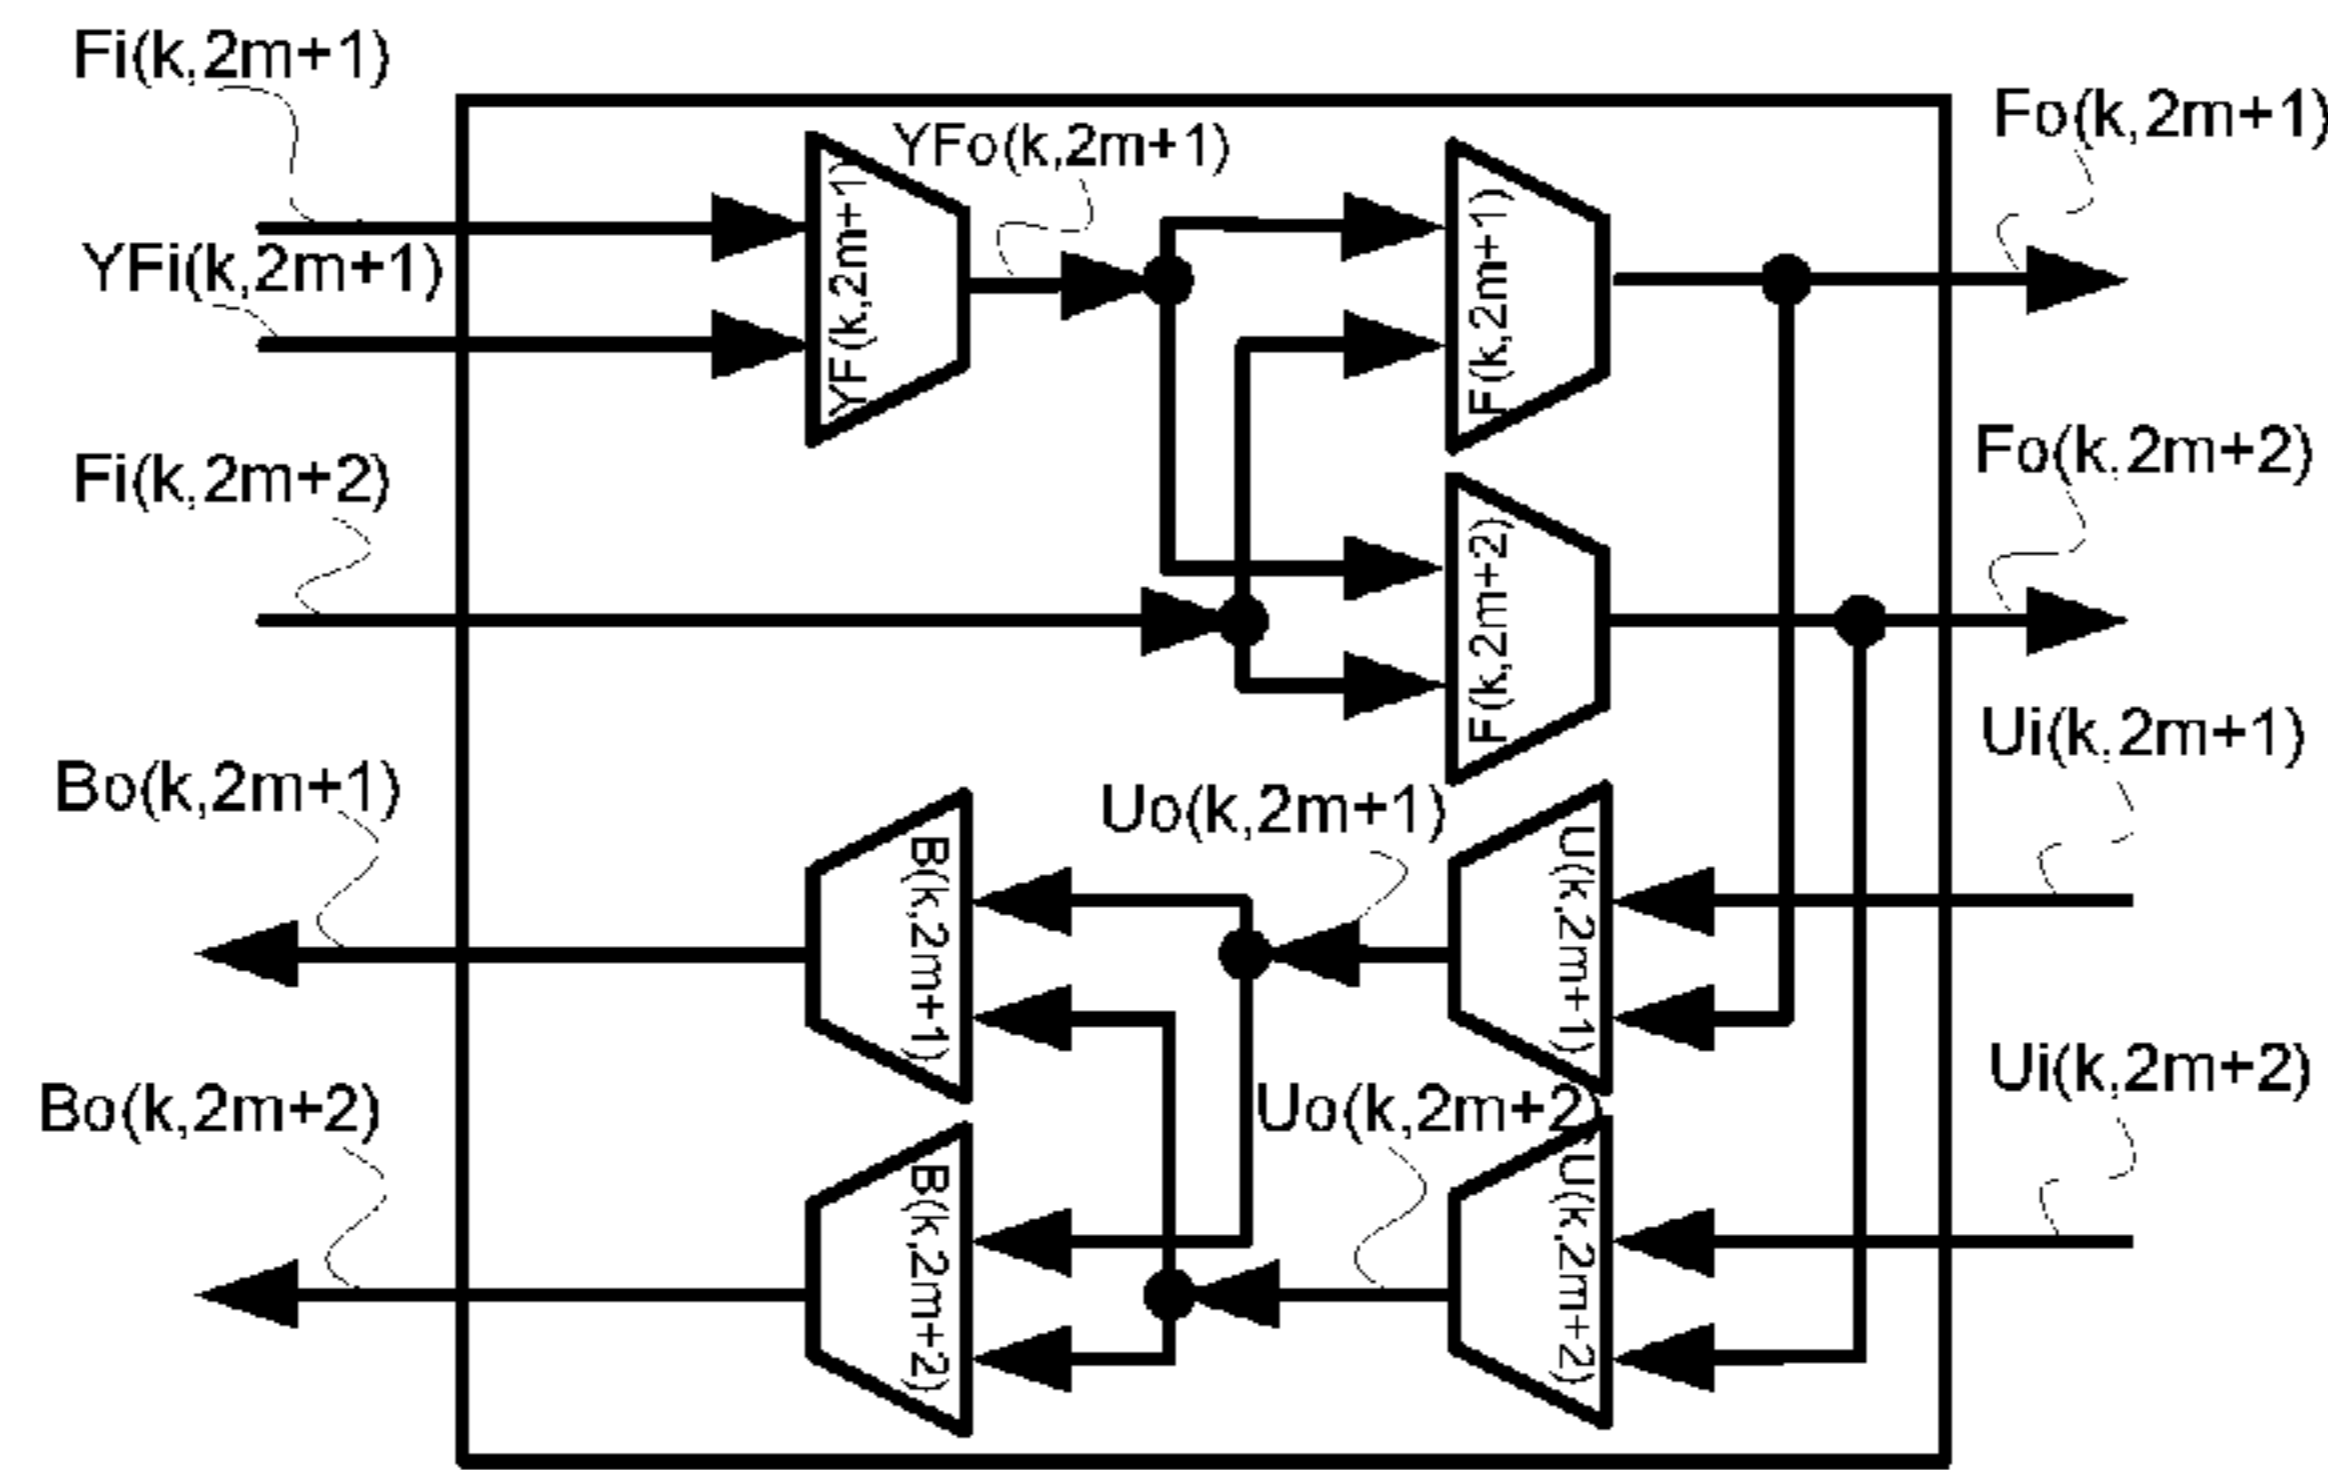 Fi(k,2m+1)
YFi(k,2m+1)
Fi(k,2m+2)
Bo(k,2m+1)
Bo(k,2m+2)
YF(k,2m+1)
YFo(k,2m+1)
F(k,2m+1)
F(k,2m+2)
Uo(k,2m+1)
Uo(k,2m+2)
B(k,2m+1)
B(k,2m+2)
U(k,2m+1)
U(k,2m+2)
Fo(k,2m+1)
Fo(k,2m+2)
Ui(k,2m+1)
Ui(k,2m+2)